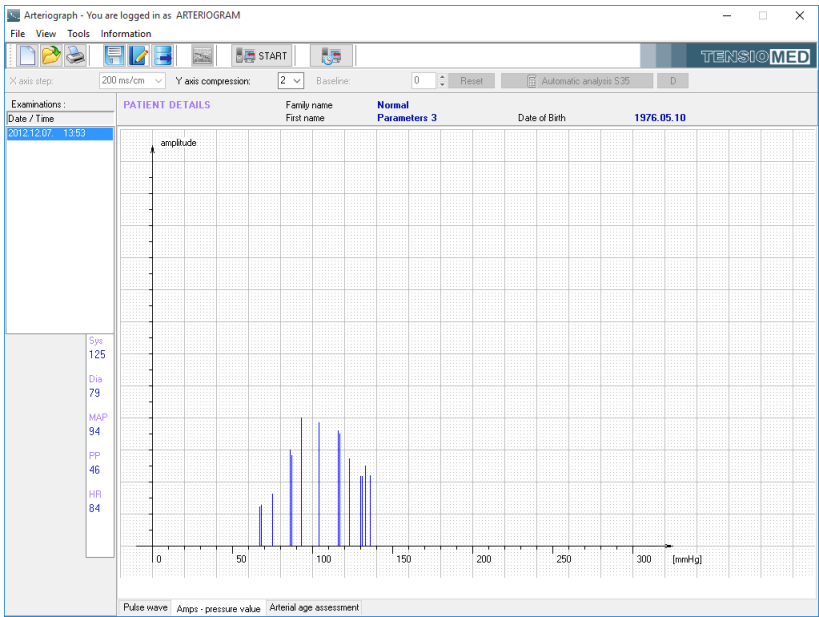 Arteriograph - You are logged in as ARTERIOGRAM
File View Tools Information
START
TENSIOMED
X axis step: 200 ms/cm Y axis compression: 2 Baseline: 0 Reset Automatic analysis S35 D
Examinations :
Date / Time
2012.12.07. 13:53
PATIENT DETAILS Family name Normal
First name Parameters 3 Date of Birth 1976.05.10
amplitude
Sys
125
Dia
79
MAP
94
PP
46
HR
84
0 50 100 150 200 250 300 [mmHg]
Pulse wave Amps - pressure value Arterial age assessment